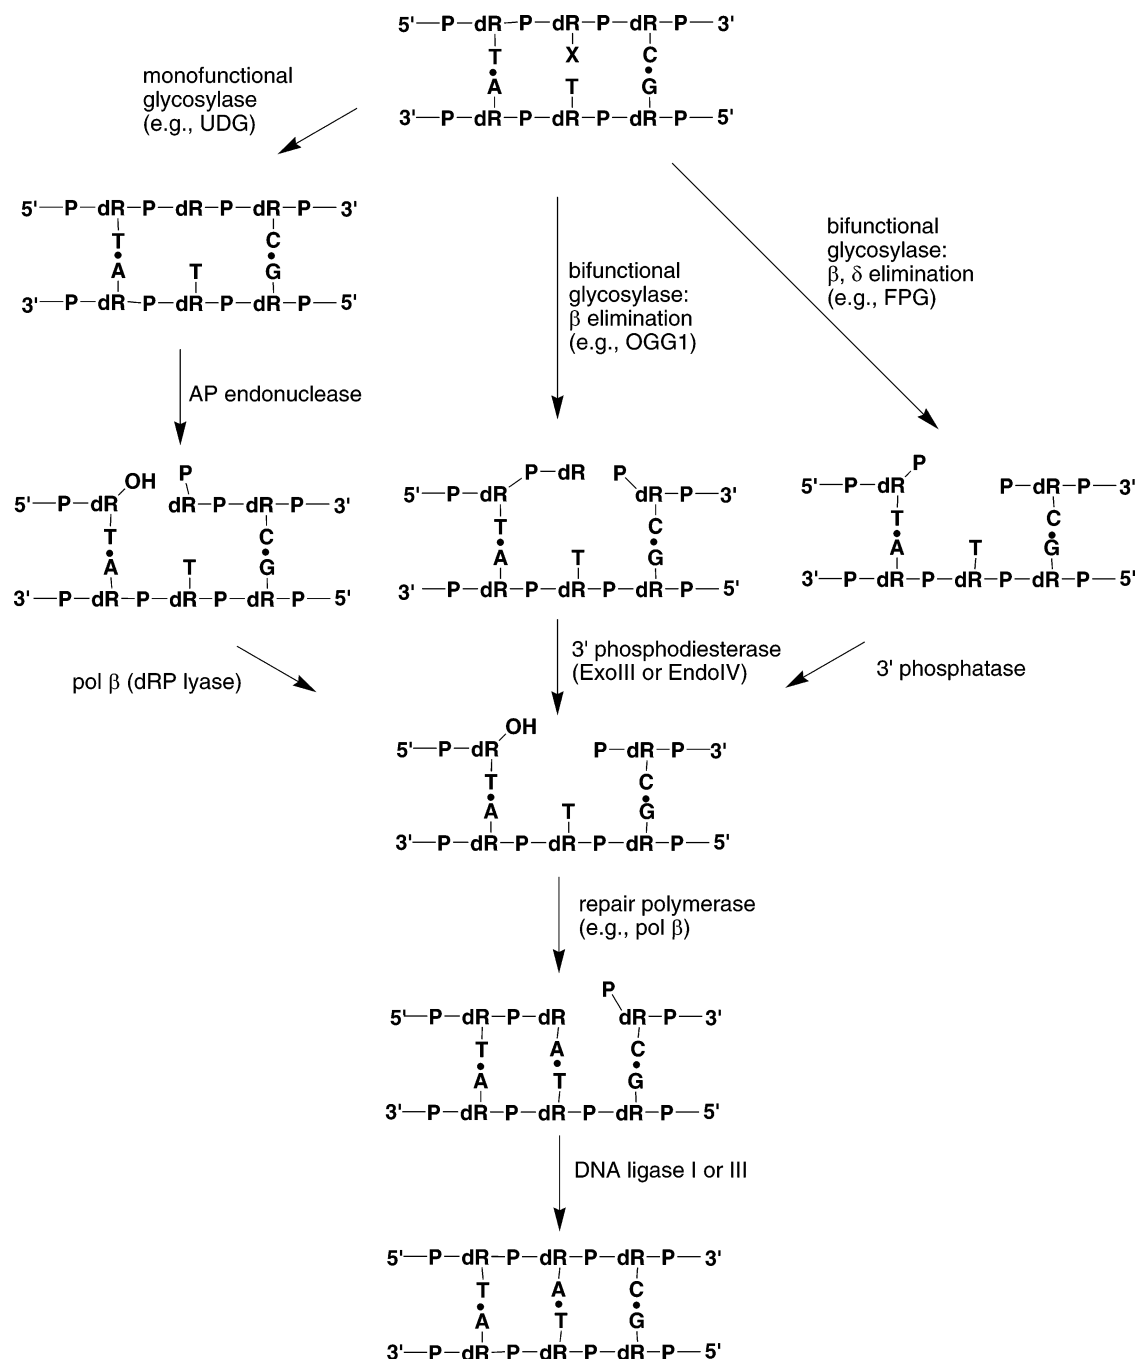 5'—P—dR—P—dR—P—dR—P—3'
T X C
A T G
3'—P—dR—P—dR—P—dR—P—5'
monofunctional
glycosylase
(e.g., UDG)
5'—P—dR—P—dR—P—dR—P—3'
T C
A T G
3'—P—dR—P—dR—P—dR—P—5'
bifunctional
glycosylase:
β elimination
(e.g., OGG1)
bifunctional
glycosylase:
β, δ elimination
(e.g., FPG)
AP endonuclease
OH P
5'—P—dR dR—P—dR—P—3'
T C
A T G
3'—P—dR—P—dR—P—dR—P—5'
P—dR P
5'—P—dR dR—P—3'
T C
A T G
3'—P—dR—P—dR—P—dR—P—5'
P
5'—P—dR P—dR—P—3'
T C
A T G
3'—P—dR—P—dR—P—dR—P—5'
pol β (dRP lyase)
3' phosphodiesterase
(ExoIII or EndoIV)
3' phosphatase
OH
5'—P—dR P—dR—P—3'
T C
A T G
3'—P—dR—P—dR—P—dR—P—5'
repair polymerase
(e.g., pol β)
P
5'—P—dR—P—dR dR—P—3'
T A C
A T G
3'—P—dR—P—dR—P—dR—P—5'
DNA ligase I or III
5'—P—dR—P—dR—P—dR—P—3'
T A C
A T G
3'—P—dR—P—dR—P—dR—P—5'